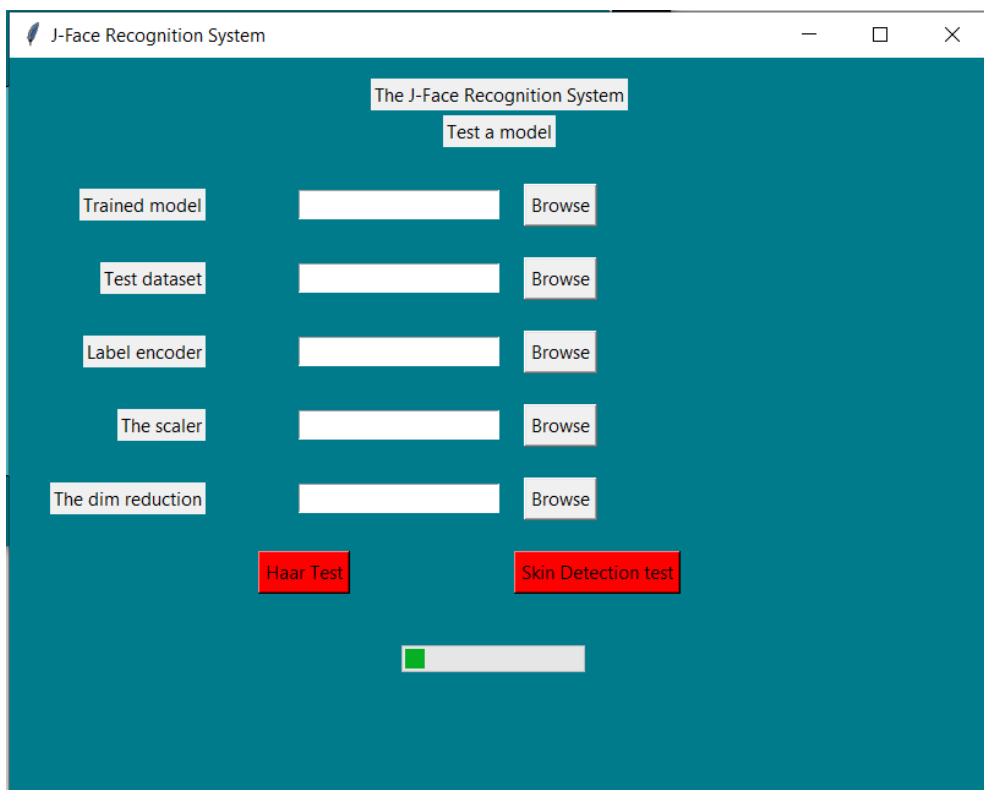 J-Face Recognition System
The J-Face Recognition System
Test a model
Trained model Browse
Test dataset Browse
Label encoder Browse
The scaler Browse
The dim reduction Browse
Haar Test Skin Detection test